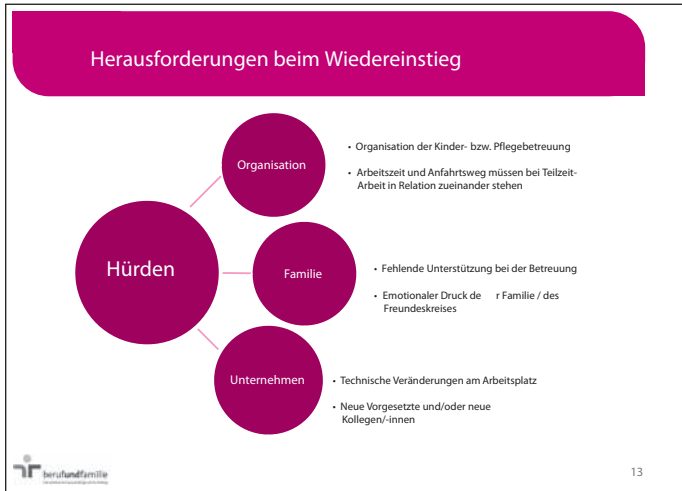 Herausforderungen beim Wiedereinstieg
Organisation
• Organisation der Kinder- bzw. Pflegebetreuung
• Arbeitszeit und Anfahrtsweg müssen bei Teilzeit-
Arbeit in Relation zueinander stehen
Hürden
Familie
• Fehlende Unterstützung bei der Betreuung
• Emotionaler Druck de r Familie / des
Freundeskreises
Unternehmen
• Technische Veränderungen am Arbeitsplatz
• Neue Vorgesetzte und/oder neue
Kollegen/-innen
berufundfamilie
13